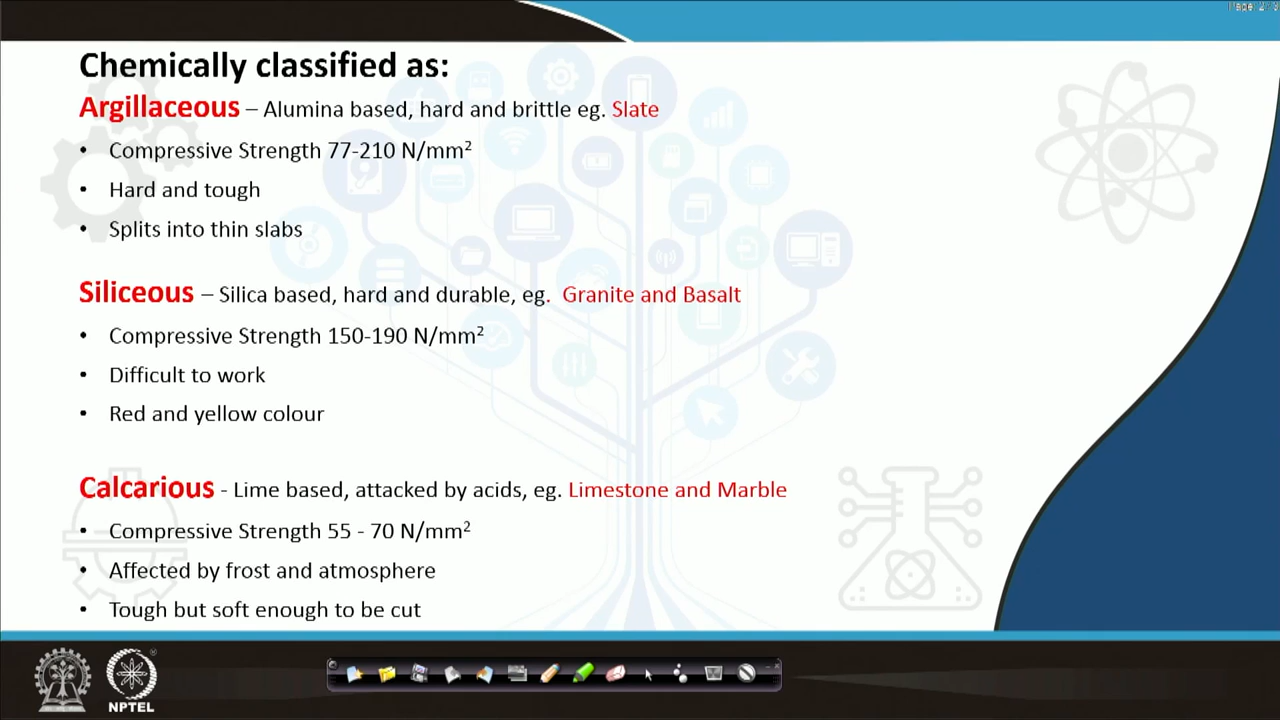 Chemically classified as:
Argillaceous – Alumina based, hard and brittle eg. Slate
• Compressive Strength 77-210 N/mm²
• Hard and tough
• Splits into thin slabs
Siliceous – Silica based, hard and durable, eg. Granite and Basalt
• Compressive Strength 150-190 N/mm²
• Difficult to work
• Red and yellow colour
Calcarious - Lime based, attacked by acids, eg. Limestone and Marble
• Compressive Strength 55 - 70 N/mm²
• Affected by frost and atmosphere
• Tough but soft enough to be cut
NPTEL